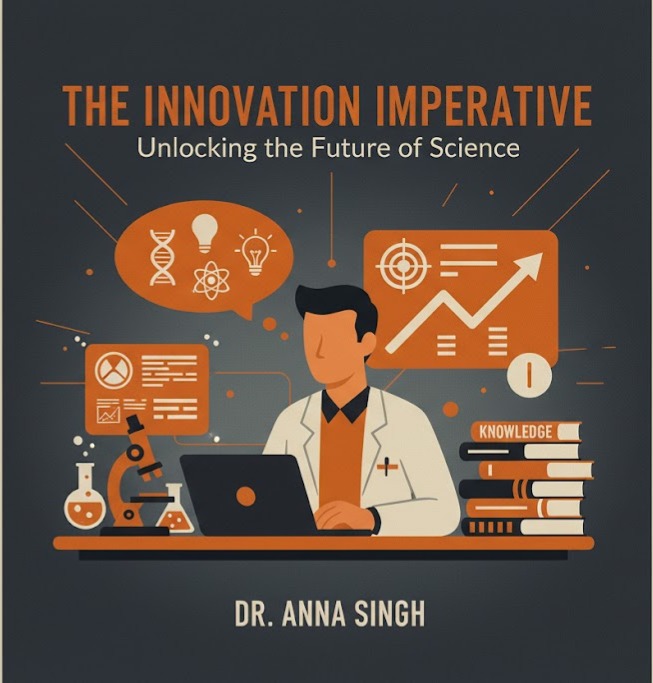 THE INNOVATION IMPERATIVE
Unlocking the Future of Science
KNOWLEDGE
DR. ANNA SINGH